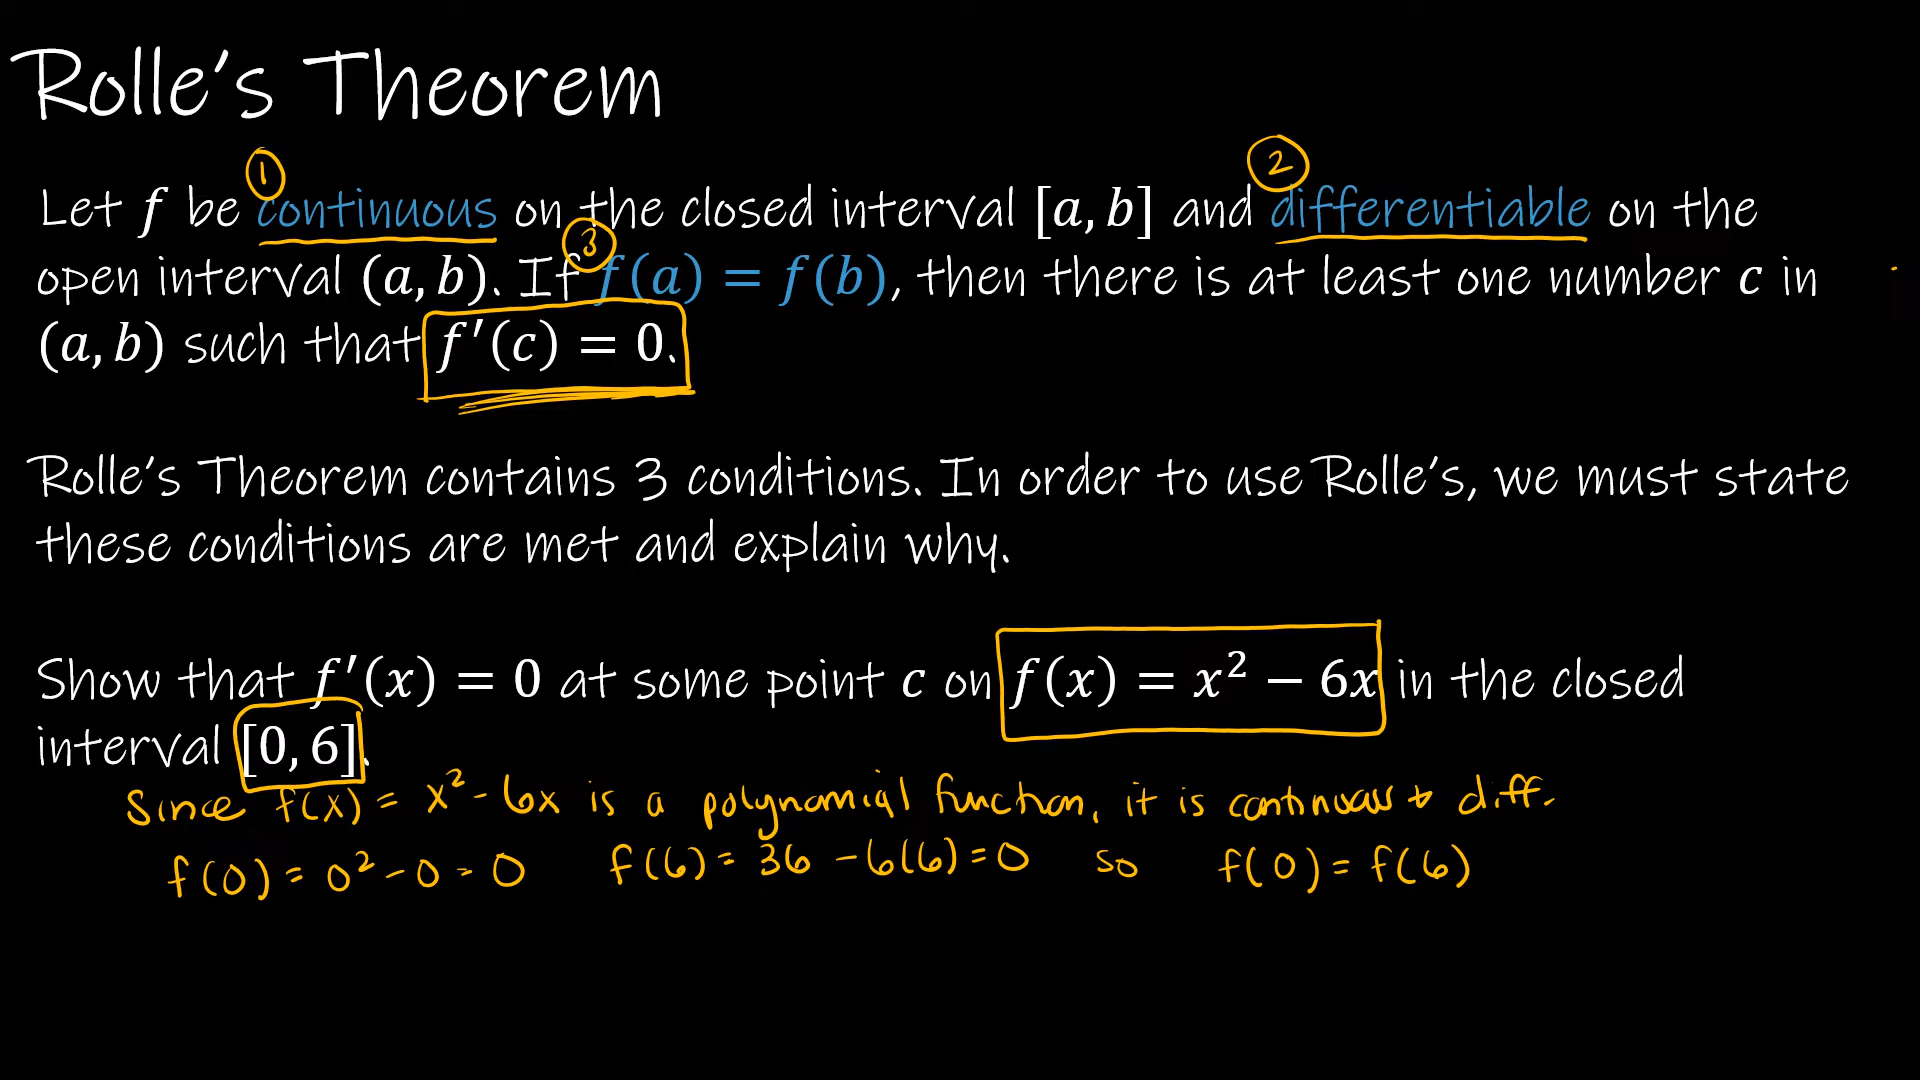 Rolle's Theorem
① ②
Let f be continuous on the closed interval [a, b] and differentiable on the
③
open interval (a, b). If f(a) = f(b), then there is at least one number c in
(a, b) such that f′(c) = 0.
Rolle's Theorem contains 3 conditions. In order to use Rolle's, we must state
these conditions are met and explain why.
Show that f′(x) = 0 at some point c on f(x) = x² − 6x in the closed
interval [0, 6].
Since f(x) = x² - 6x is a polynomial function, it is continuous + diff.
f(0) = 0² - 0 = 0 f(6) = 36 - 6(6) = 0 so f(0) = f(6)